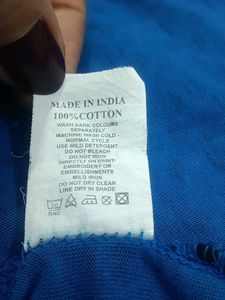 MADE IN INDIA
100%COTTON
WASH DARK COLOURS
SEPARATELY
MACHINE WASH COLD -
NORMAL CYCLE
USE MILD DETERGENT
DO NOT BLEACH
DO NOT IRON
DIRECTLY ON PRINT/
EMBROIDERY OR
EMBELLISHMENTS
MILD IRON
DO NOT DRY CLEAN
LINE DRY IN SHADE
RN0